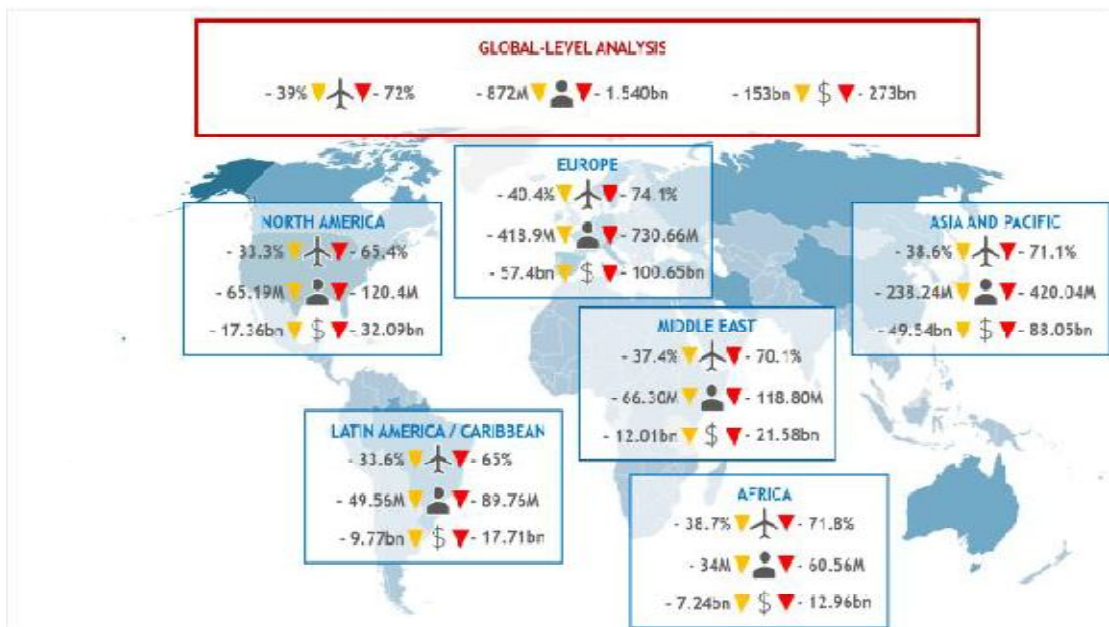 GLOBAL-LEVEL ANALYSIS
- 39% - 72% - 872M - 1.540bn - 153bn $ - 273bn
EUROPE
- 40.4% - 74.1%
- 418.9M - 730.66M
- 57.4bn $ - 100.65bn
NORTH AMERICA
- 33.3% - 65.4%
- 65.19M - 120.4M
- 17.36bn $ - 32.09bn
ASIA AND PACIFIC
- 38.6% - 71.1%
- 238.24M - 420.04M
- 49.54bn $ - 88.05bn
MIDDLE EAST
- 37.4% - 70.1%
- 66.30M - 118.80M
- 12.01bn $ - 21.58bn
LATIN AMERICA / CARIBBEAN
- 33.6% - 65%
- 49.56M - 89.76M
- 9.77bn $ - 17.71bn
AFRICA
- 38.7% - 71.8%
- 34M - 60.56M
- 7.24bn $ - 12.96bn